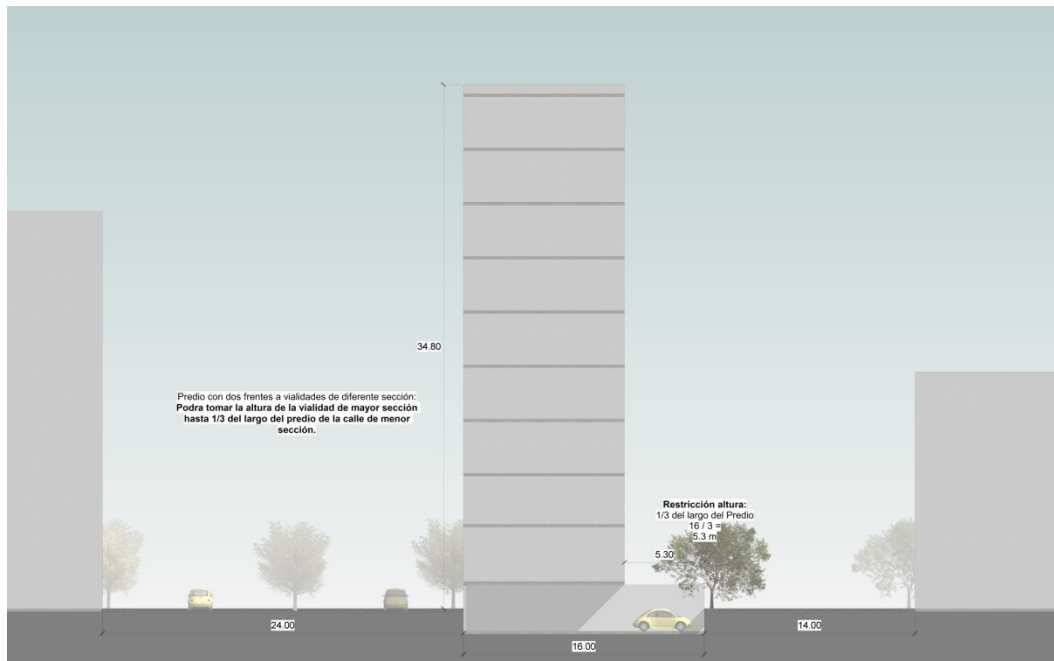 34.80
Predio con dos frentes a vialidades de diferente sección:
Podra tomar la altura de la vialidad de mayor sección
hasta 1/3 del largo del predio de la calle de menor
sección.
Restricción altura:
1/3 del largo del Predio
16 / 3 =
5.3 m
5.30
24.00
14.00
16.00